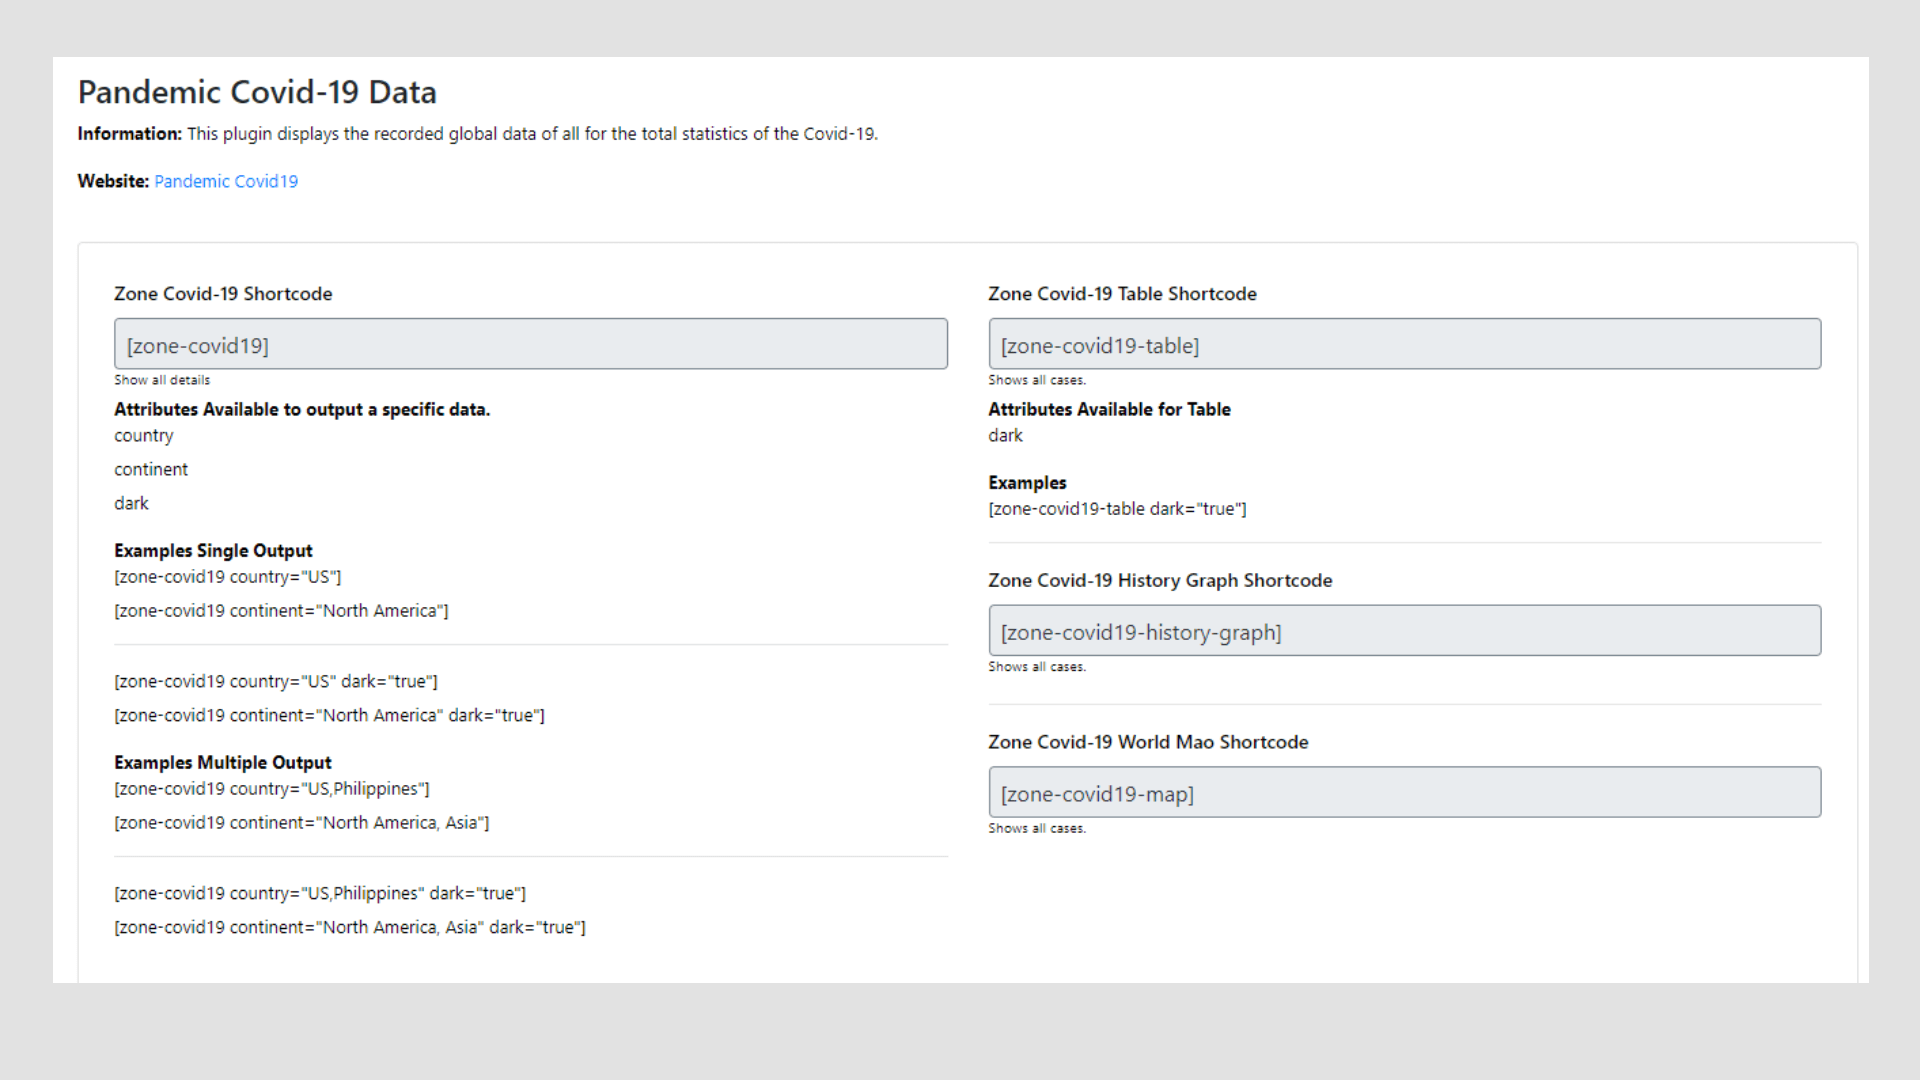 Pandemic Covid-19 Data
Information: This plugin displays the recorded global data of all for the total statistics of the Covid-19.
Website: Pandemic Covid19
Zone Covid-19 Shortcode
[zone-covid19]
Show all details
Attributes Available to output a specific data.
country
continent
dark
Examples Single Output
[zone-covid19 country="US"]
[zone-covid19 continent="North America"]
[zone-covid19 country="US" dark="true"]
[zone-covid19 continent="North America" dark="true"]
Examples Multiple Output
[zone-covid19 country="US,Philippines"]
[zone-covid19 continent="North America, Asia"]
[zone-covid19 country="US,Philippines" dark="true"]
[zone-covid19 continent="North America, Asia" dark="true"]
Zone Covid-19 Table Shortcode
[zone-covid19-table]
Shows all cases.
Attributes Available for Table
dark
Examples
[zone-covid19-table dark="true"]
Zone Covid-19 History Graph Shortcode
[zone-covid19-history-graph]
Shows all cases.
Zone Covid-19 World Mao Shortcode
[zone-covid19-map]
Shows all cases.